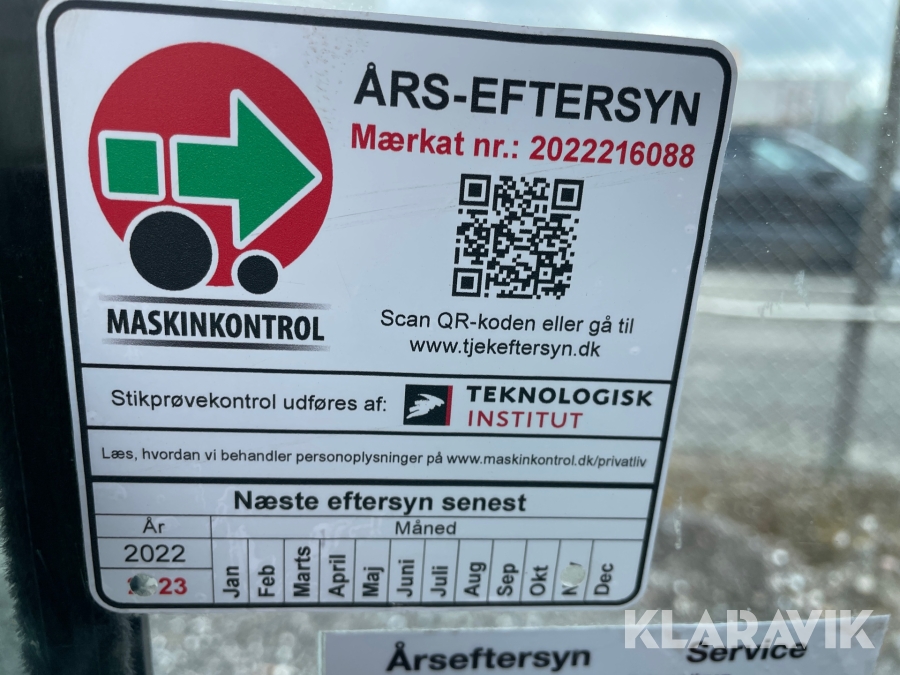 ÅRS-EFTERSYN
Mærkat nr.: 2022216088
MASKINKONTROL
Scan QR-koden eller gå til
www.tjekeftersyn.dk
Stikprøvekontrol udføres af: TEKNOLOGISK INSTITUT
Læs, hvordan vi behandler personoplysninger på www.maskinkontrol.dk/privatliv
Næste eftersyn senest
År Måned
2022
23 Jan Feb Marts April Maj Juni Juli Aug Sep Okt Dec
KLARAVIK
Årseftersyn Service